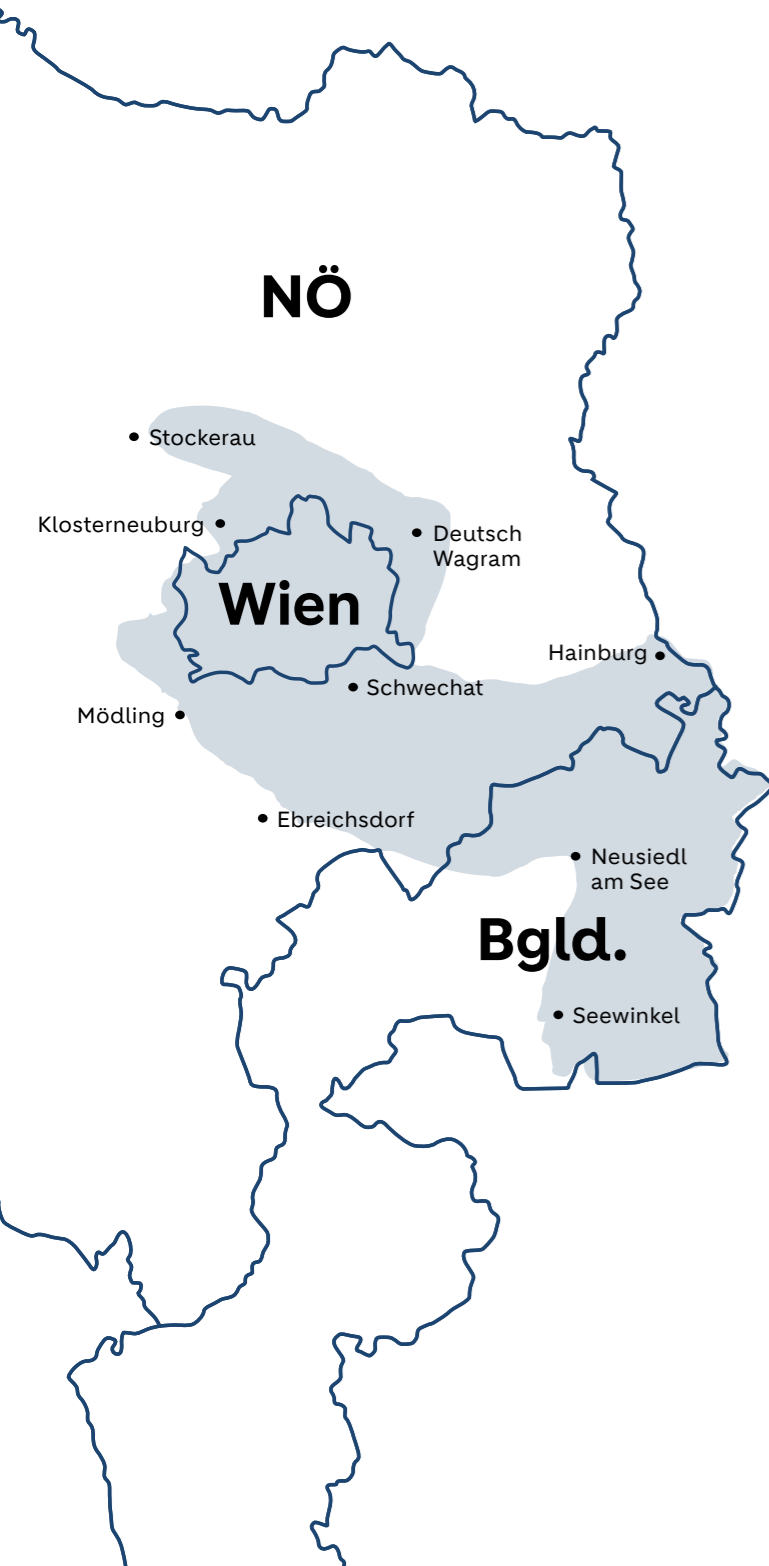 NÖ
Stockerau
Klosterneuburg
Deutsch
Wagram
Wien
Hainburg
Schwechat
Mödling
Ebreichsdorf
Neusiedl
am See
Bgld.
Seewinkel